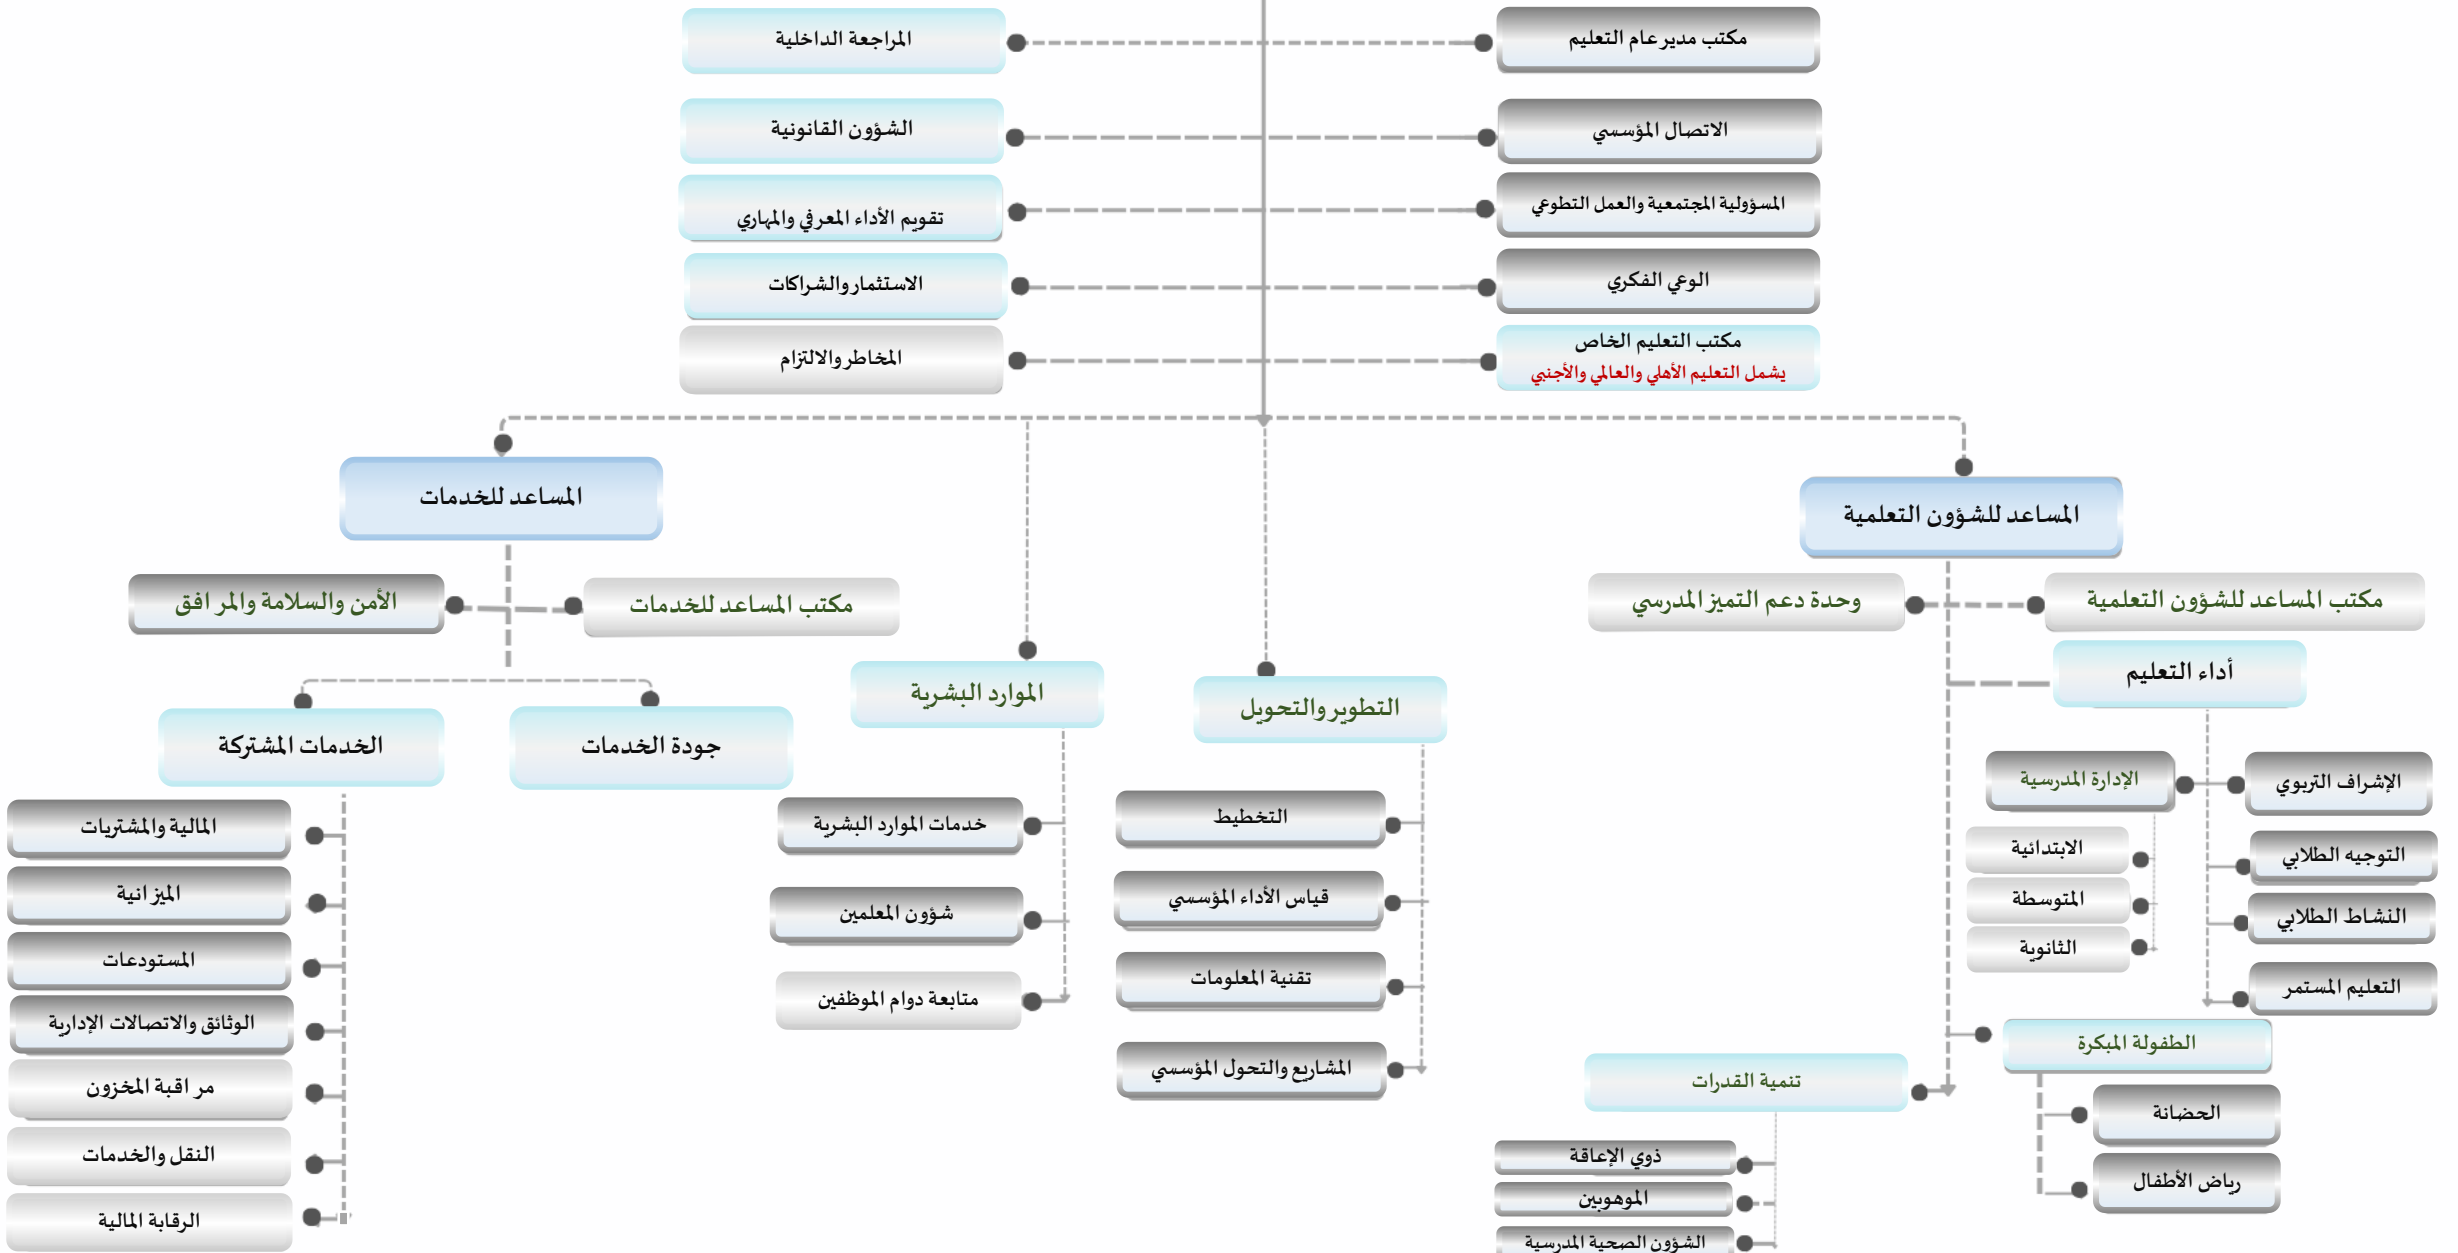 مكتب مدير عام التعليم
المراجعة الداخلية
الاتصال المؤسسي
الشؤون القانونية
المسؤولية المجتمعية والعمل التطوعي
تقويم الأداء المعرفي والمهاري
الوعي الفكري
الاستثمار والشراكات
مكتب التعليم الخاص
يشمل التعليم الأهلي والعالمي والأجنبي
المخاطر والالتزام
المساعد للشؤون التعلمية
مكتب المساعد للشؤون التعلمية
وحدة دعم التميز المدرسي
أداء التعليم
الإشراف التربوي
التوجيه الطلابي
النشاط الطلابي
التعليم المستمر
الإدارة المدرسية
الابتدائية
المتوسطة
الثانوية
الطفولة المبكرة
الحضانة
رياض الأطفال
تنمية القدرات
ذوي الإعاقة
الموهوبين
الشؤون الصحية المدرسية
التطوير والتحويل
التخطيط
قياس الأداء المؤسسي
تقنية المعلومات
المشاريع والتحول المؤسسي
الموارد البشرية
خدمات الموارد البشرية
شؤون المعلمين
متابعة دوام الموظفين
المساعد للخدمات
مكتب المساعد للخدمات
الأمن والسلامة والمرافق
جودة الخدمات
الخدمات المشتركة
المالية والمشتريات
الميزانية
المستودعات
الوثائق والاتصالات الإدارية
مراقبة المخزون
النقل والخدمات
الرقابة المالية